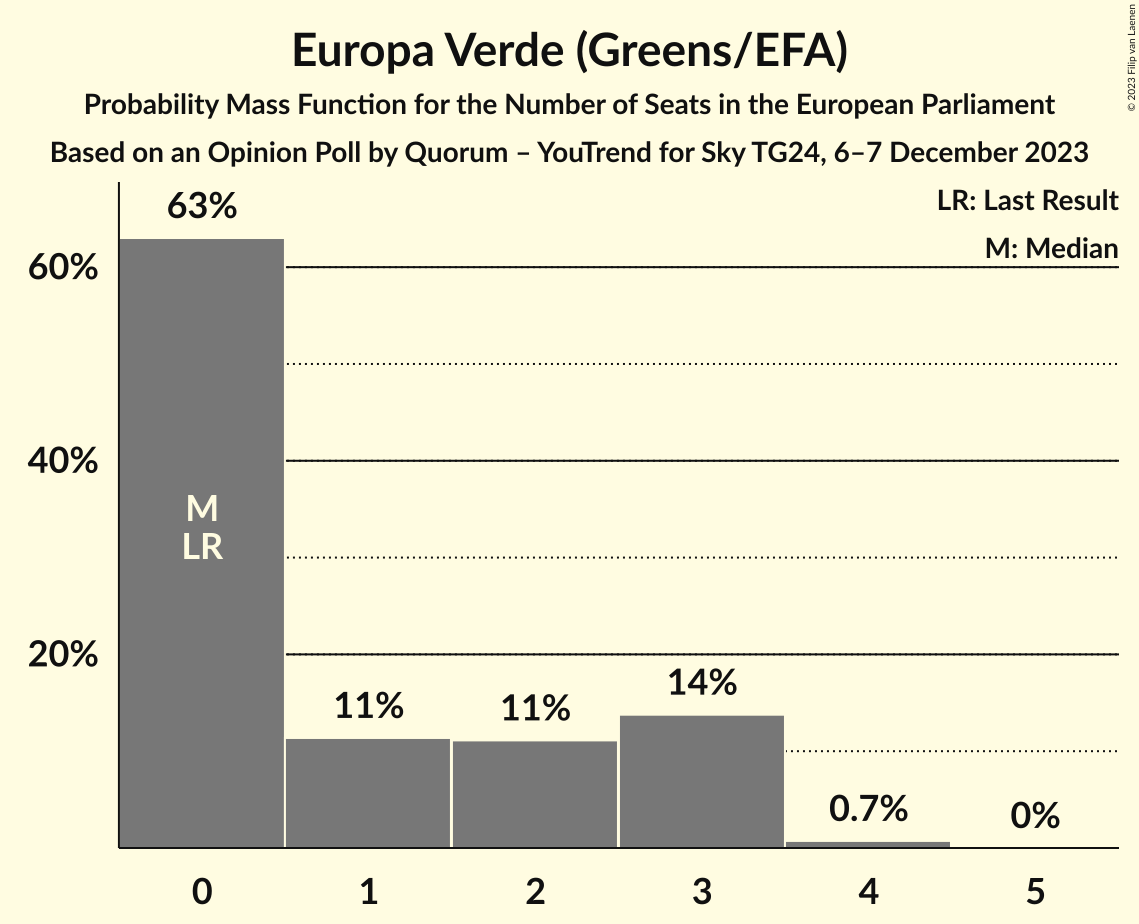 Europa Verde (Greens/EFA)
Probability Mass Function for the Number of Seats in the European Parliament
Based on an Opinion Poll by Quorum – YouTrend for Sky TG24, 6–7 December 2023
© 2023 Filip van Laenen
LR: Last Result
M: Median
63%
60%
40%
M
LR
20%
11%
11%
14%
0.7%
0%
0
1
2
3
4
5